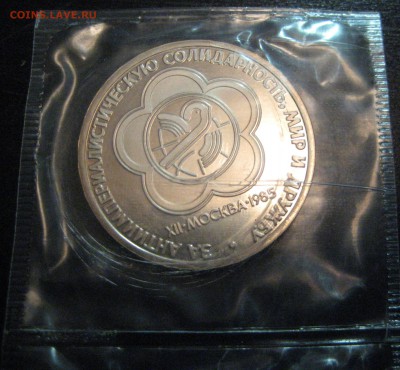 COINS.LAVE.RU
ЗА АНТИИМПЕРИАЛИСТИЧЕСКУЮ СОЛИДАРНОСТЬ, МИР И ДРУЖБУ
XII·МОСКВА·1985